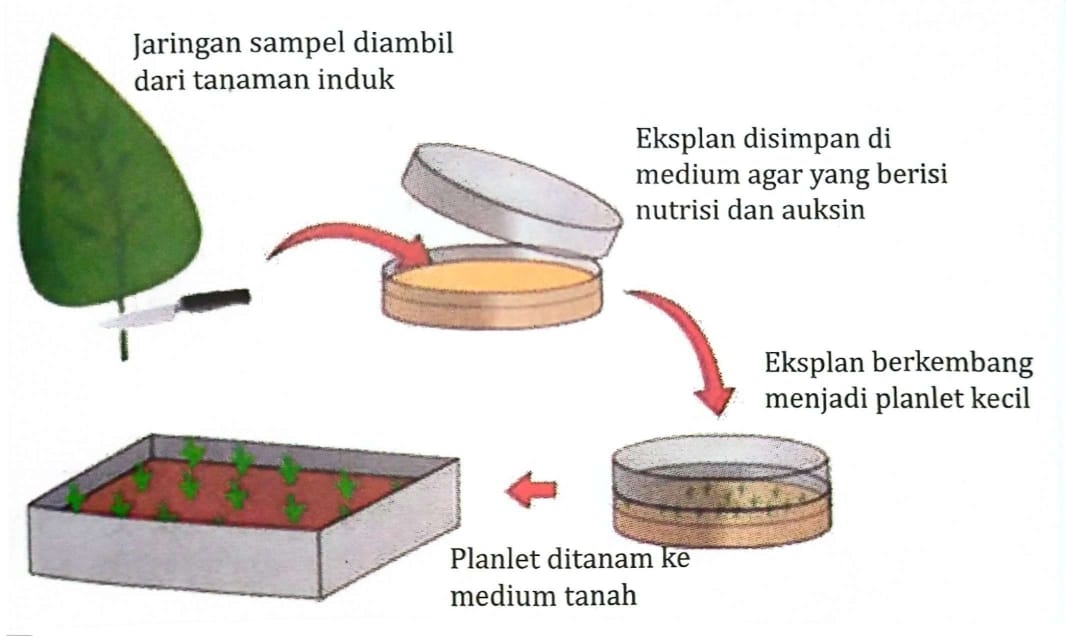 Jaringan sampel diambil
dari tanaman induk
Eksplan disimpan di
medium agar yang berisi
nutrisi dan auksin
Eksplan berkembang
menjadi planlet kecil
Planlet ditanam ke
medium tanah